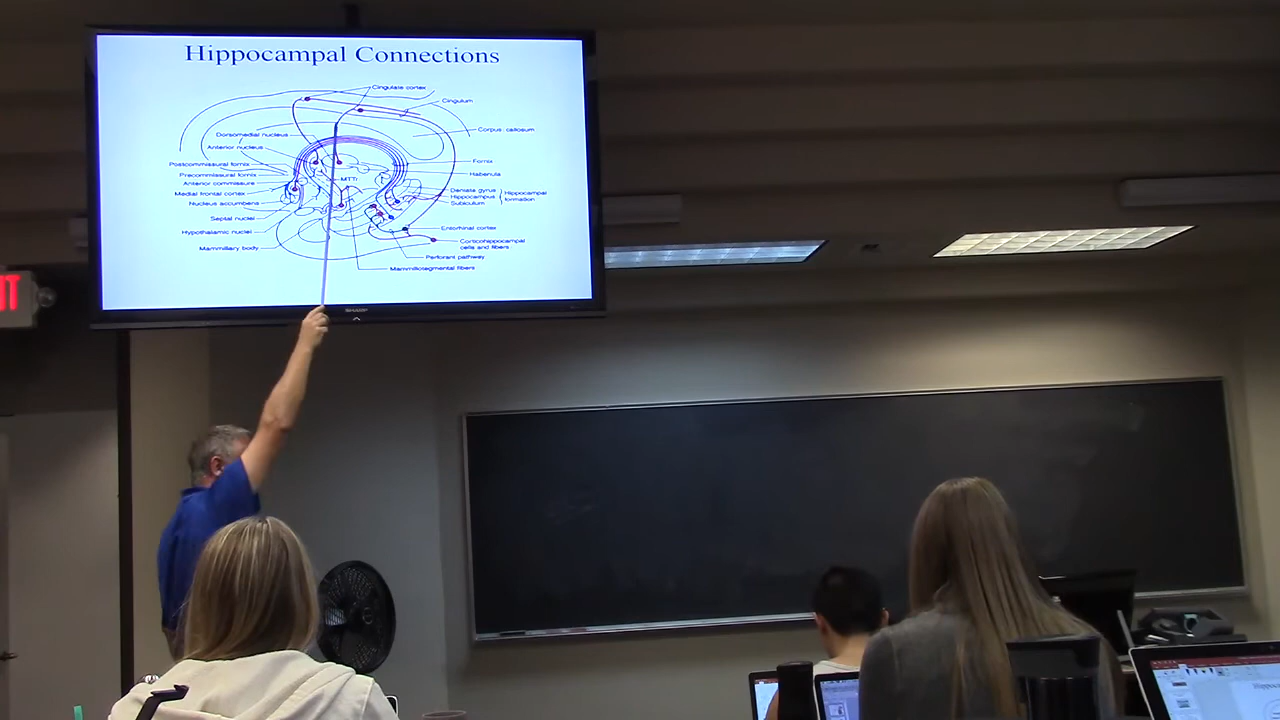 Hippocampal Connections
Cingulate cortex
Cingulum
Corpus callosum
Dorsomedial nucleus
Anterior nucleus
Postcommissural fornix
Precommissural fornix
Anterior commissure
Medial frontal cortex
Nucleus accumbens
Septal nuclei
Hypothalamic nuclei
Mammillary body
MTTr
Fornix
Habenula
Dentate gyrus
Hippocampus
Subiculum
Hippocampal
formation
Entorhinal cortex
Corticohippocampal
cells and fibers
Perforant pathway
Mammillotegmental fibers
SHARP
IT